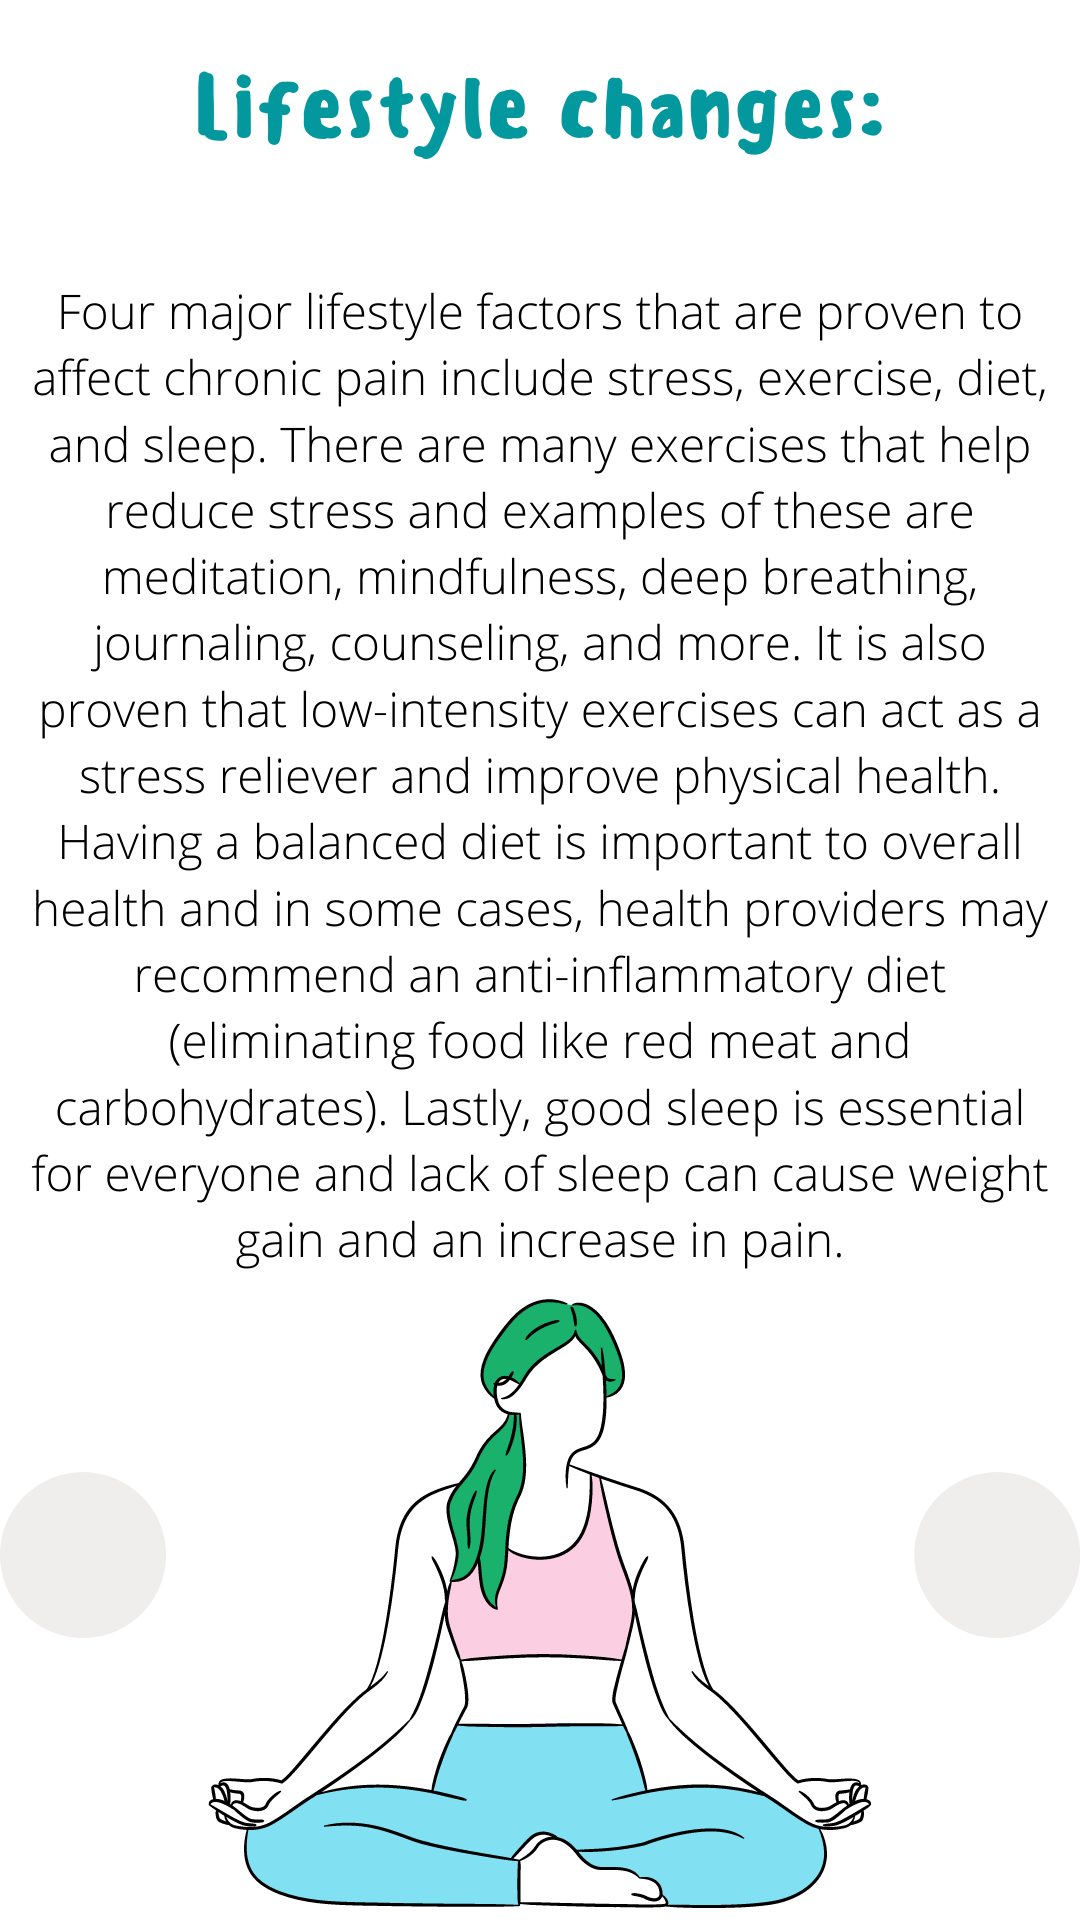 Lifestyle changes:
Four major lifestyle factors that are proven to
affect chronic pain include stress, exercise, diet,
and sleep. There are many exercises that help
reduce stress and examples of these are
meditation, mindfulness, deep breathing,
journaling, counseling, and more. It is also
proven that low-intensity exercises can act as a
stress reliever and improve physical health.
Having a balanced diet is important to overall
health and in some cases, health providers may
recommend an anti-inflammatory diet
(eliminating food like red meat and
carbohydrates). Lastly, good sleep is essential
for everyone and lack of sleep can cause weight
gain and an increase in pain.